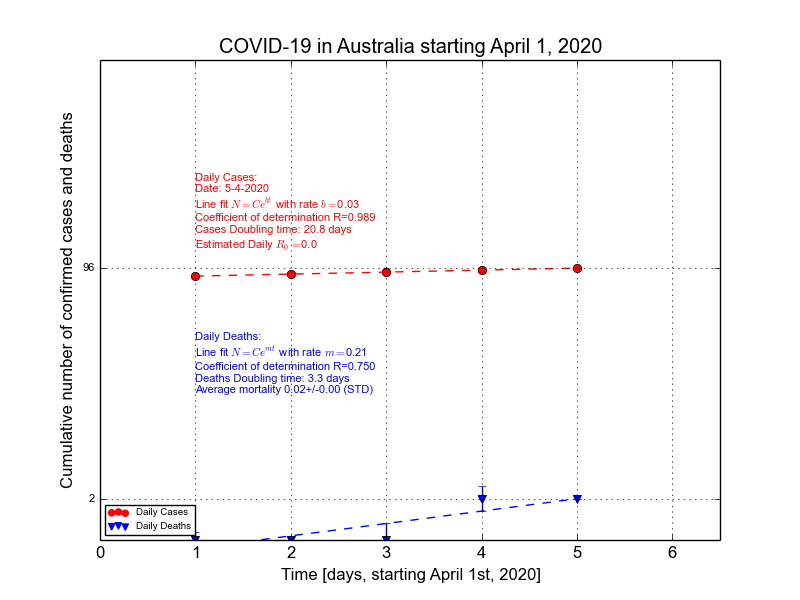 COVID-19 in Australia starting April 1, 2020
Cumulative number of confirmed cases and deaths
Daily Cases:
Date: 5-4-2020
Line fit N = Ce^{bt} with rate b = 0.03
Coefficient of determination R=0.989
Cases Doubling time: 20.8 days
Estimated Daily R_0 = 0.0
96
Daily Deaths:
Line fit N = Ce^{mt} with rate m = 0.21
Coefficient of determination R=0.750
Deaths Doubling time: 3.3 days
Average mortality 0.02+/-0.00 (STD)
2
Daily Cases
Daily Deaths
0 1 2 3 4 5 6
Time [days, starting April 1st, 2020]